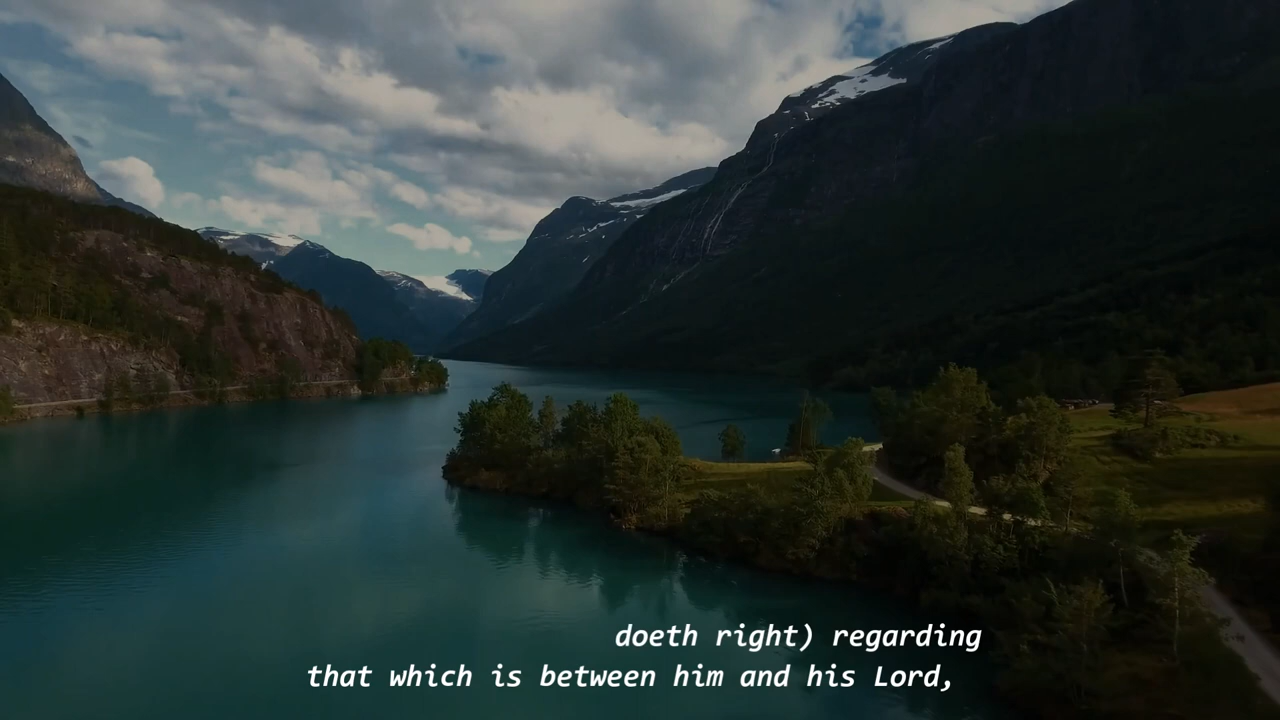 doeth right) regarding
that which is between him and his Lord,